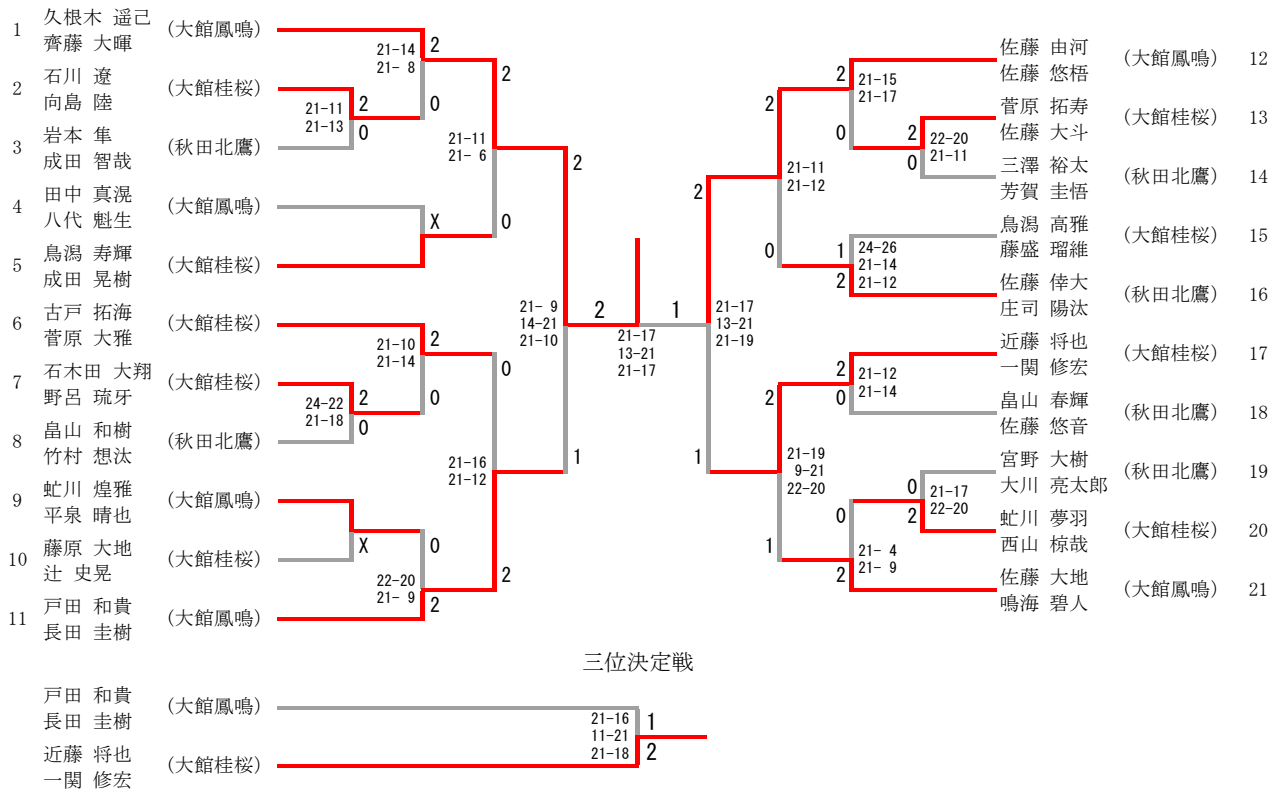 1 久根木 遥己 (大館鳳鳴)
齊藤 大暉
2 石川 遼 (大館桂桜)
向島 陸
3 岩本 隼 (秋田北鷹)
成田 智哉
4 田中 真滉 (大館鳳鳴)
八代 魁生
5 鳥潟 寿輝 (大館桂桜)
成田 晃樹
6 古戸 拓海 (大館桂桜)
菅原 大雅
7 石木田 大翔 (大館桂桜)
野呂 琉牙
8 畠山 和樹 (秋田北鷹)
竹村 想汰
9 虻川 煌雅 (大館鳳鳴)
平泉 晴也
10 藤原 大地 (大館桂桜)
辻 史晃
11 戸田 和貴 (大館鳳鳴)
長田 圭樹
21-14
21- 8
2
0
21-11
21-13
2
0
21-11
21- 6
2
0
X
21-10
21-14
2
0
24-22
21-18
2
0
21-16
21-12
0
2
X
22-20
21- 9
0
2
21- 9
14-21
21-10
2
1
2
1
21-17
13-21
21-17
21-17
13-21
21-19
2
1
21-11
21-12
2
0
21-15
21-17
2
0
22-20
21-11
2
0
24-26
21-14
21-12
1
2
21-12
21-14
2
0
21-19
9-21
22-20
2
1
21-17
22-20
0
2
21- 4
21- 9
0
2
佐藤 由河 (大館鳳鳴) 12
佐藤 悠梧
菅原 拓寿 (大館桂桜) 13
佐藤 大斗
三澤 裕太 (秋田北鷹) 14
芳賀 圭悟
鳥潟 高雅 (大館桂桜) 15
藤盛 瑠維
佐藤 倖大 (秋田北鷹) 16
庄司 陽汰
近藤 将也 (大館桂桜) 17
一関 修宏
畠山 春輝 (秋田北鷹) 18
佐藤 悠音
宮野 大樹 (秋田北鷹) 19
大川 亮太郎
虻川 夢羽 (大館桂桜) 20
西山 椋哉
佐藤 大地 (大館鳳鳴) 21
鳴海 碧人
三位決定戦
戸田 和貴 (大館鳳鳴)
長田 圭樹
近藤 将也 (大館桂桜)
一関 修宏
21-16
11-21
21-18
1
2